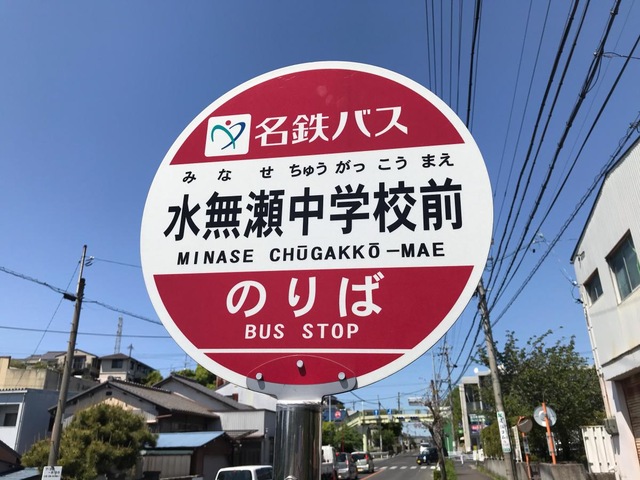 名鉄バス
みなせちゅうがっこうまえ
水無瀬中学校前
MINASE CHŪGAKKŌ-MAE
のりば
BUS STOP